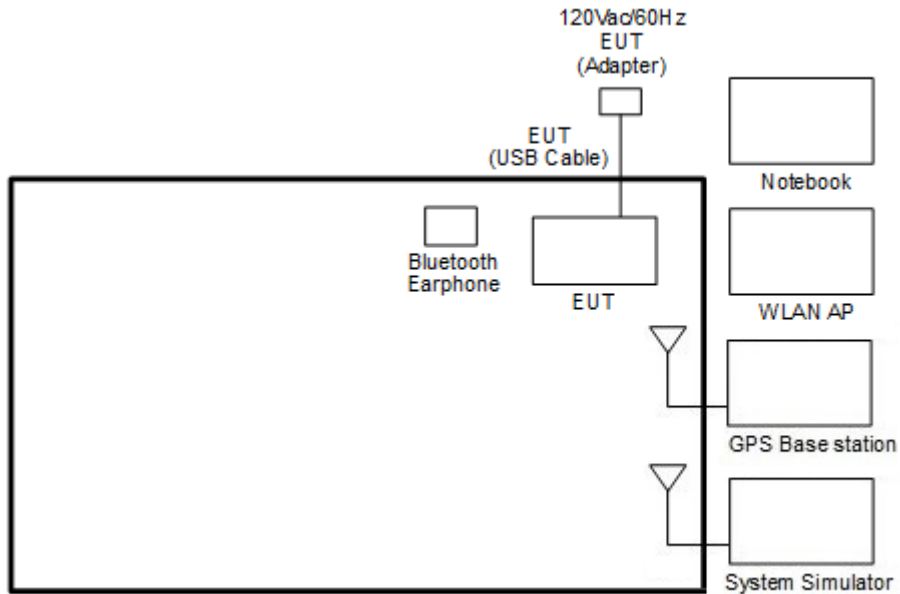 120Vac/60Hz
EUT
(Adapter)
EUT
(USB Cable)
Notebook
Bluetooth
Earphone
EUT
WLAN AP
GPS Base station
System Simulator